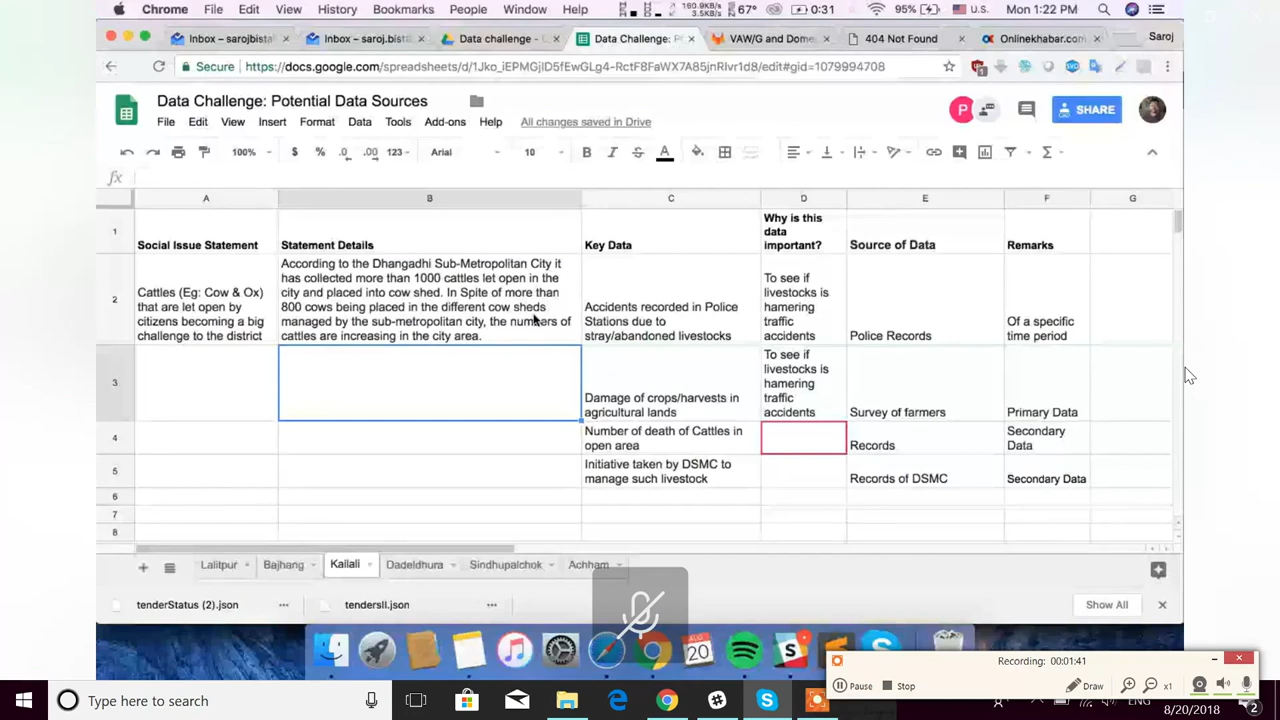 Chrome File Edit View History Bookmarks People Window Help 160.9KB/s 3.5KB/s 67° 0:31 95% U.S. Mon 1:22 PM
Inbox – sarojbista Inbox – saroj.bista Data challenge - G Data Challenge: P VAW/G and Dome 404 Not Found Onlinekhabar.com Saroj
Secure https://docs.google.com/spreadsheets/d/1Jko_iEPMGjlD5fEwGLg4-RctF8FaWX7A85jnRIvr1d8/edit#gid=1079994708
Data Challenge: Potential Data Sources
P SHARE
File Edit View Insert Format Data Tools Add-ons Help All changes saved in Drive
100% $ % .0 .00 123 Arial 10 B I S A Σ
fx
A B C D E F G
1 Social Issue Statement Statement Details Key Data Why is this
data
important? Source of Data Remarks
2 Cattles (Eg: Cow & Ox)
that are let open by
citizens becoming a big
challenge to the district
According to the Dhangadhi Sub-Metropolitan City it
has collected more than 1000 cattles let open in the
city and placed into cow shed. In Spite of more than
800 cows being placed in the different cow sheds
managed by the sub-metropolitan city, the numbers of
cattles are increasing in the city area.
Accidents recorded in Police
Stations due to
stray/abandoned livestocks
To see if
livestocks is
hamering
traffic
accidents
Police Records
Of a specific
time period
3 Damage of crops/harvests in
agricultural lands
To see if
livestocks is
hamering
traffic
accidents
Survey of farmers
Primary Data
4 Number of death of Cattles in
open area
Records
Secondary
Data
5 Initiative taken by DSMC to
manage such livestock
Records of DSMC
Secondary Data
6
7
8
Lalitpur Bajhang Kailali Dadeldhura Sindhupalchok Achham
tenderStatus (2).json tendersII.json Show All
AUG
20
Recording: 00:01:41
Pause Stop Draw x1
Type here to search
ENG
8/20/2018
2